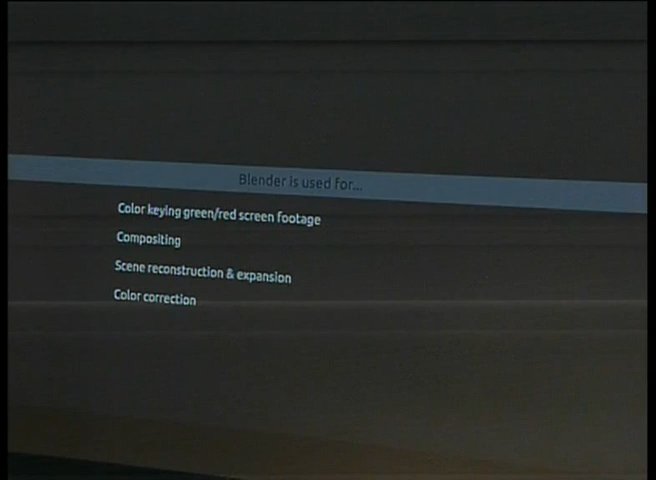 Blender is used for...
Color keying green/red screen footage
Compositing
Scene reconstruction & expansion
Color correction